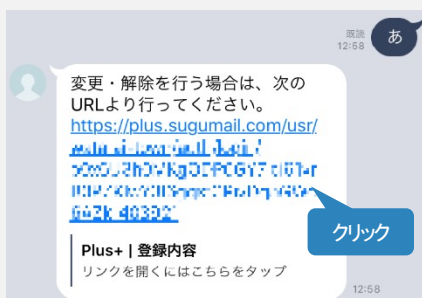 既読
12:58
あ
変更・解除を行う場合は、次の
URLより行ってください。
https://plus.sugumail.com/usr/
クリック
Plus+ | 登録内容
リンクを開くにはこちらをタップ
12:58